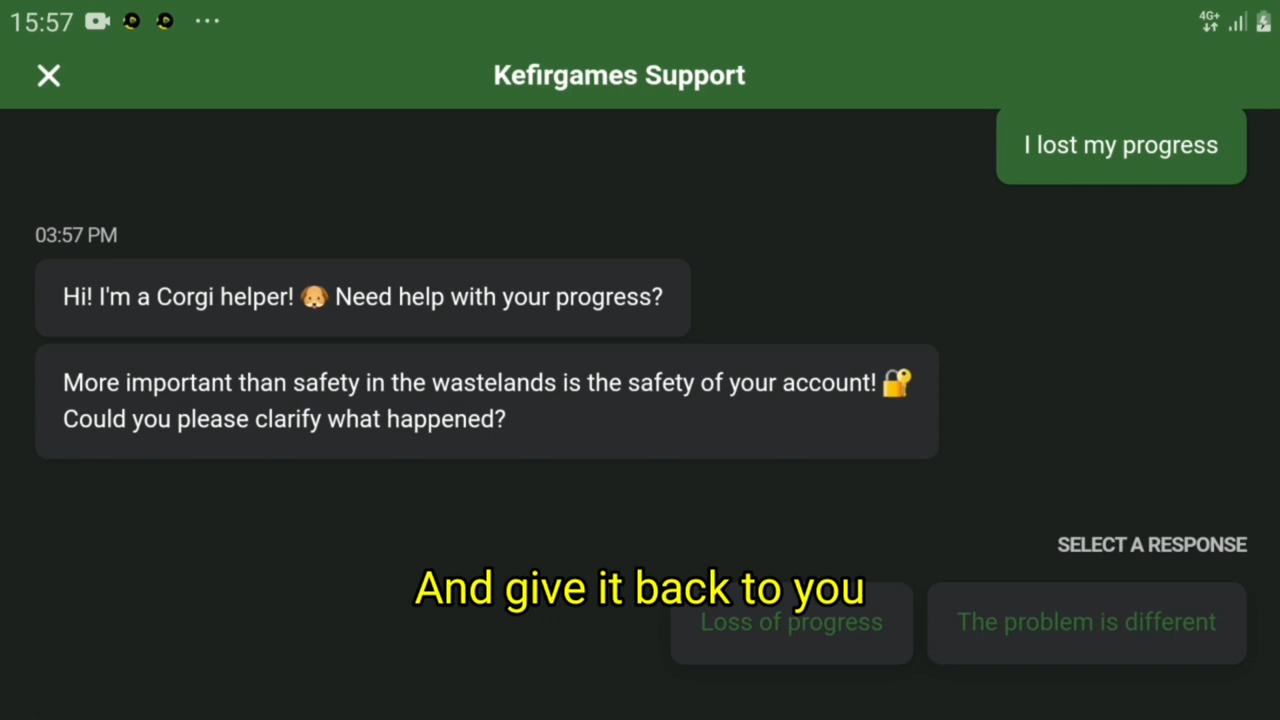 15:57
4G+
Kefirgames Support
I lost my progress
03:57 PM
Hi! I'm a Corgi helper! 🐶 Need help with your progress?
More important than safety in the wastelands is the safety of your account! 🔐
Could you please clarify what happened?
SELECT A RESPONSE
And give it back to you
Loss of progress
The problem is different